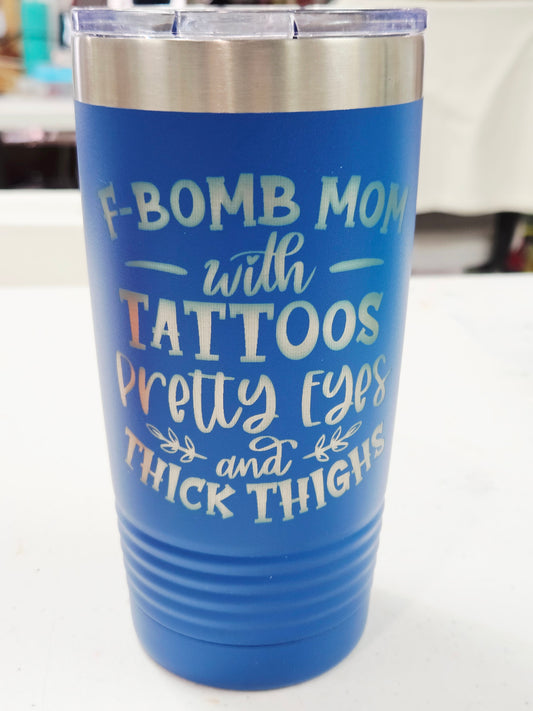 F-BOMB MOM
with
TATTOOS
Pretty Eyes
and
THICK THIGHS